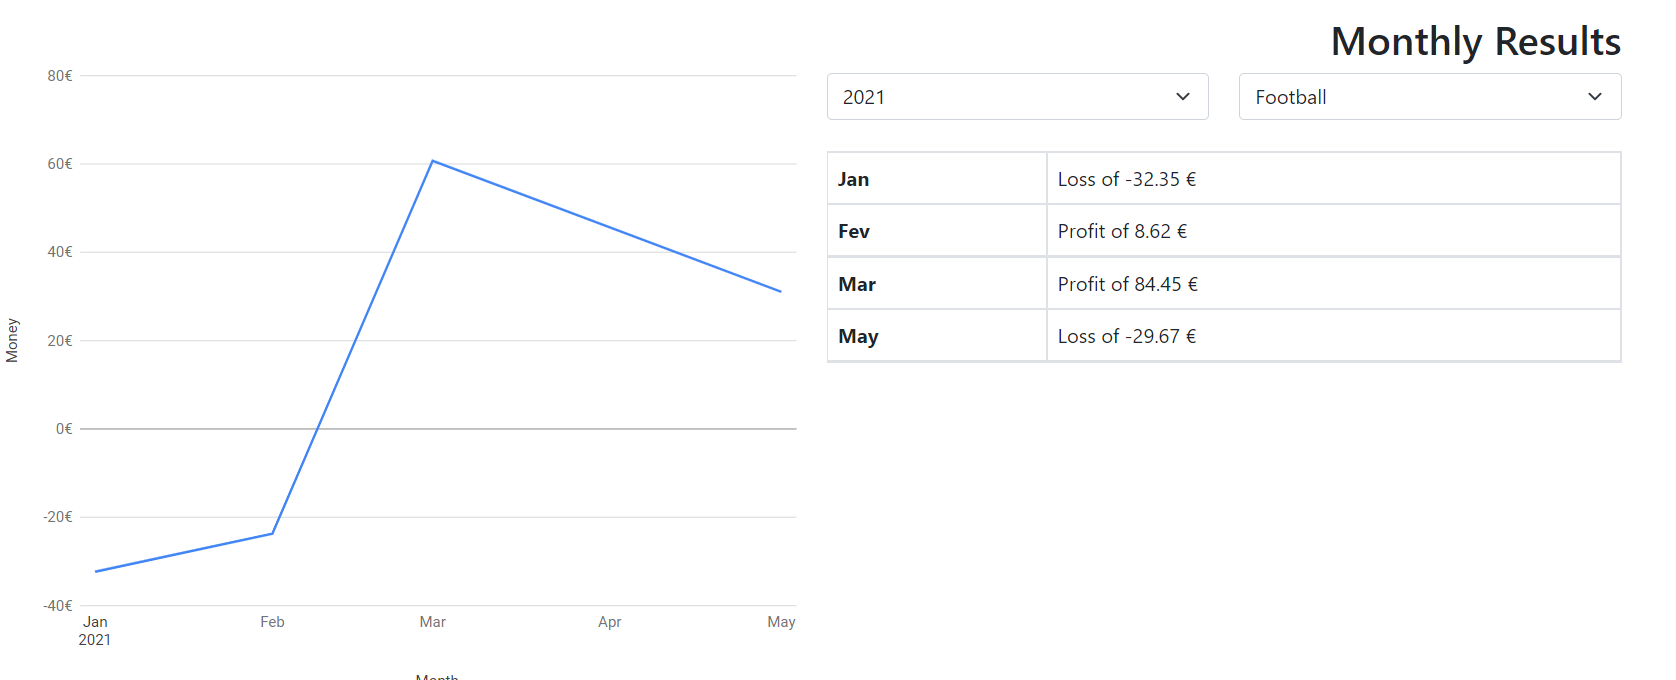 Monthly Results
2021
Football
Jan Loss of -32.35 €
Fev Profit of 8.62 €
Mar Profit of 84.45 €
May Loss of -29.67 €
Money
80€
60€
40€
20€
0€
-20€
-40€
Jan Feb Mar Apr May
2021
Month